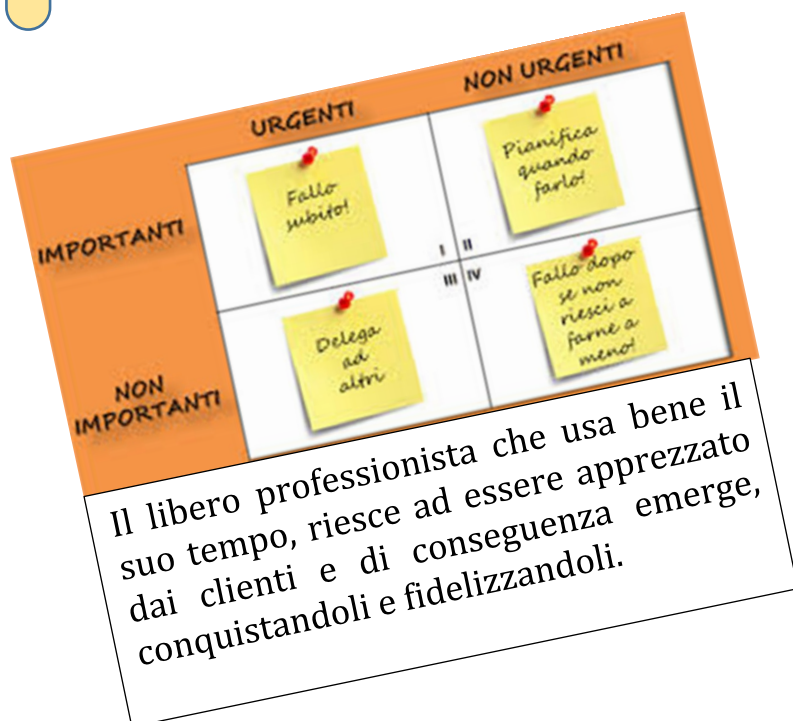 URGENTI
NON URGENTI
IMPORTANTI
Fallo
subito!
I
Pianifica
quando
farlo!
II
NON
IMPORTANTI
Delega
ad
altri
III
Fallo dopo
se non
riesci a
farne a
meno!
IV
Il libero professionista che usa bene il
suo tempo, riesce ad essere apprezzato
dai clienti e di conseguenza emerge,
conquistandoli e fidelizzandoli.